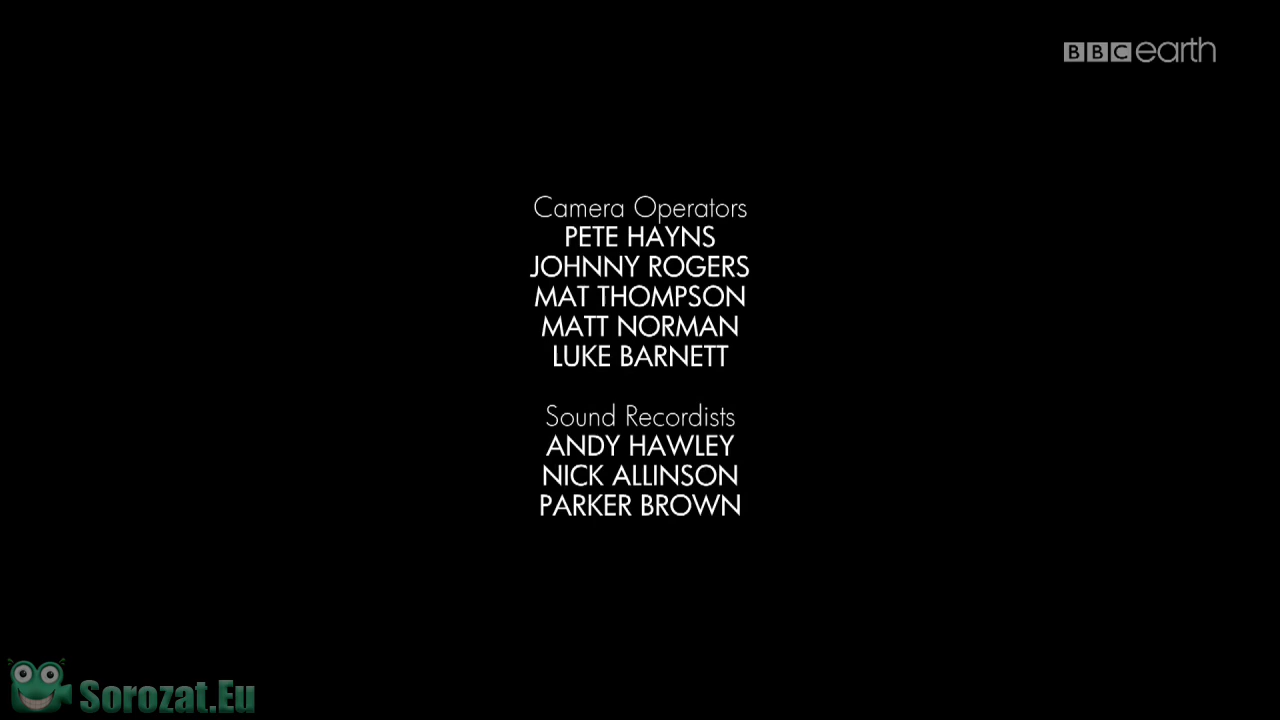 BBC earth
Camera Operators
PETE HAYNS
JOHNNY ROGERS
MAT THOMPSON
MATT NORMAN
LUKE BARNETT
Sound Recordists
ANDY HAWLEY
NICK ALLINSON
PARKER BROWN
Sorozat.Eu